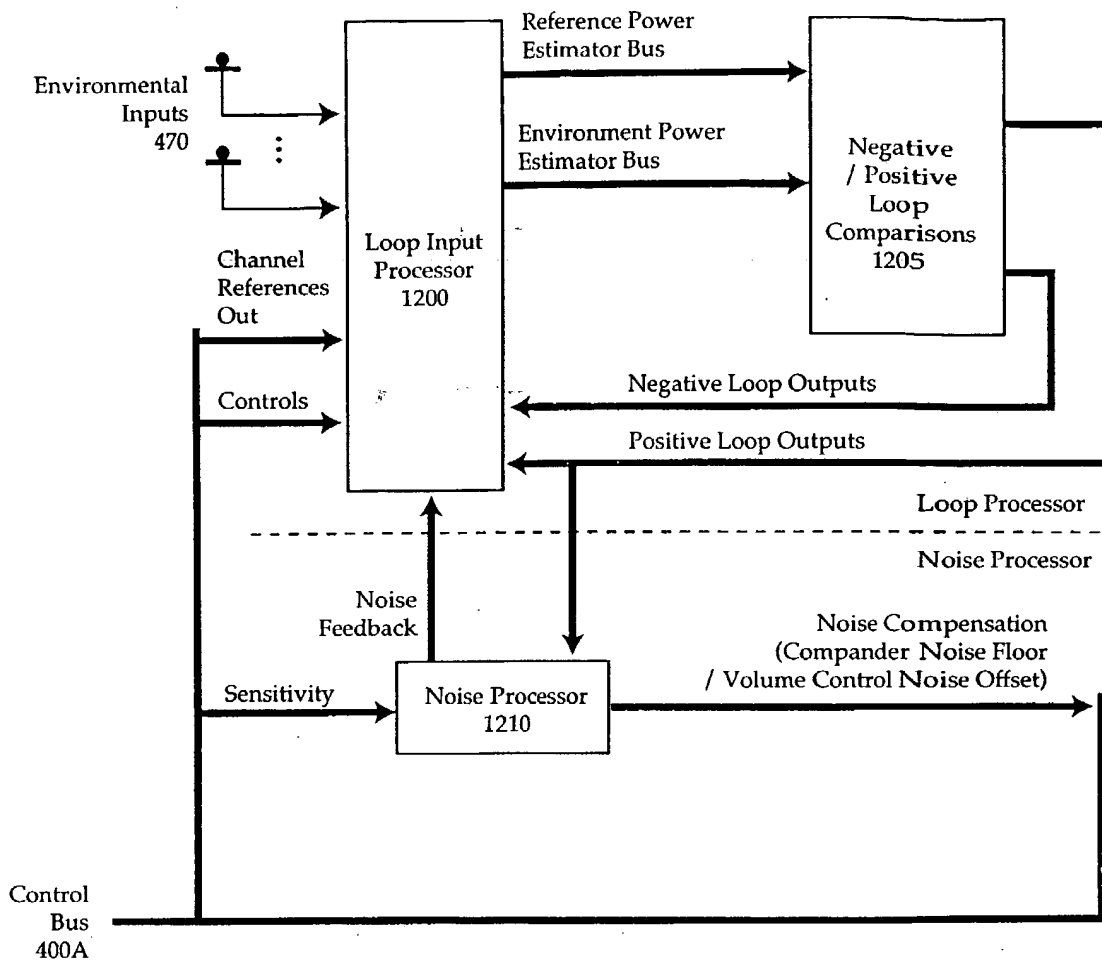 Reference Power
Estimator Bus
Environmental
Inputs
470
Environment Power
Estimator Bus
Negative
/ Positive
Loop
Comparisons
1205
Loop Input
Processor
1200
Channel
References
Out
Controls
Negative Loop Outputs
Positive Loop Outputs
Loop Processor
Noise Processor
Noise
Feedback
Noise Compensation
(Compander Noise Floor
/ Volume Control Noise Offset)
Sensitivity
Noise Processor
1210
Control
Bus
400A